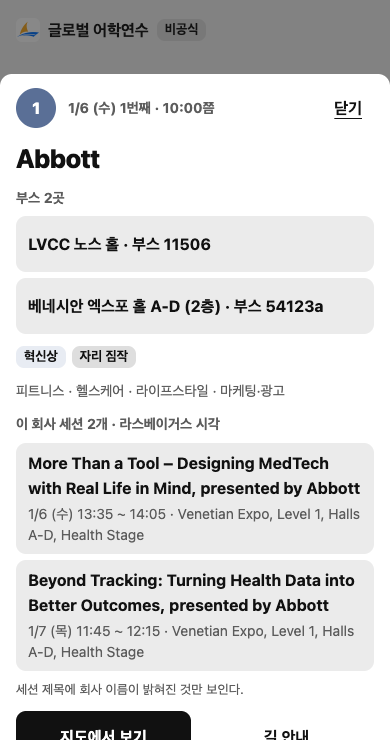 글로벌 어학연수 비공식
1 1/6 (수) 1번째 · 10:00쯤 닫기
Abbott
부스 2곳
LVCC 노스 홀 · 부스 11506
베네시안 엑스포 홀 A-D (2층) · 부스 54123a
혁신상 자리 짐작
피트니스 · 헬스케어 · 라이프스타일 · 마케팅·광고
이 회사 세션 2개 · 라스베이거스 시각
More Than a Tool – Designing MedTech
with Real Life in Mind, presented by Abbott
1/6 (수) 13:35 ~ 14:05 · Venetian Expo, Level 1, Halls
A-D, Health Stage
Beyond Tracking: Turning Health Data into
Better Outcomes, presented by Abbott
1/7 (목) 11:45 ~ 12:15 · Venetian Expo, Level 1, Halls
A-D, Health Stage
세션 제목에 회사 이름이 밝혀진 것만 보인다.
지도에서 보기 길 안내